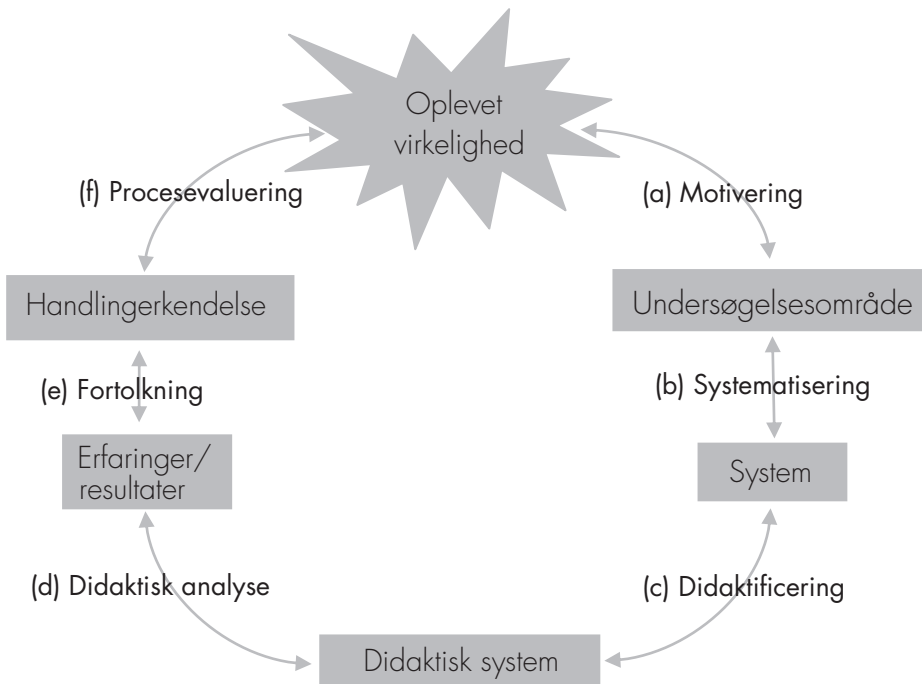 Oplevet
virkelighed
(f) Procesevaluering
(a) Motivering
Handlingerkendelse
Undersøgelsesområde
(e) Fortolkning
(b) Systematisering
Erfaringer/
resultater
System
(d) Didaktisk analyse
(c) Didaktificering
Didaktisk system